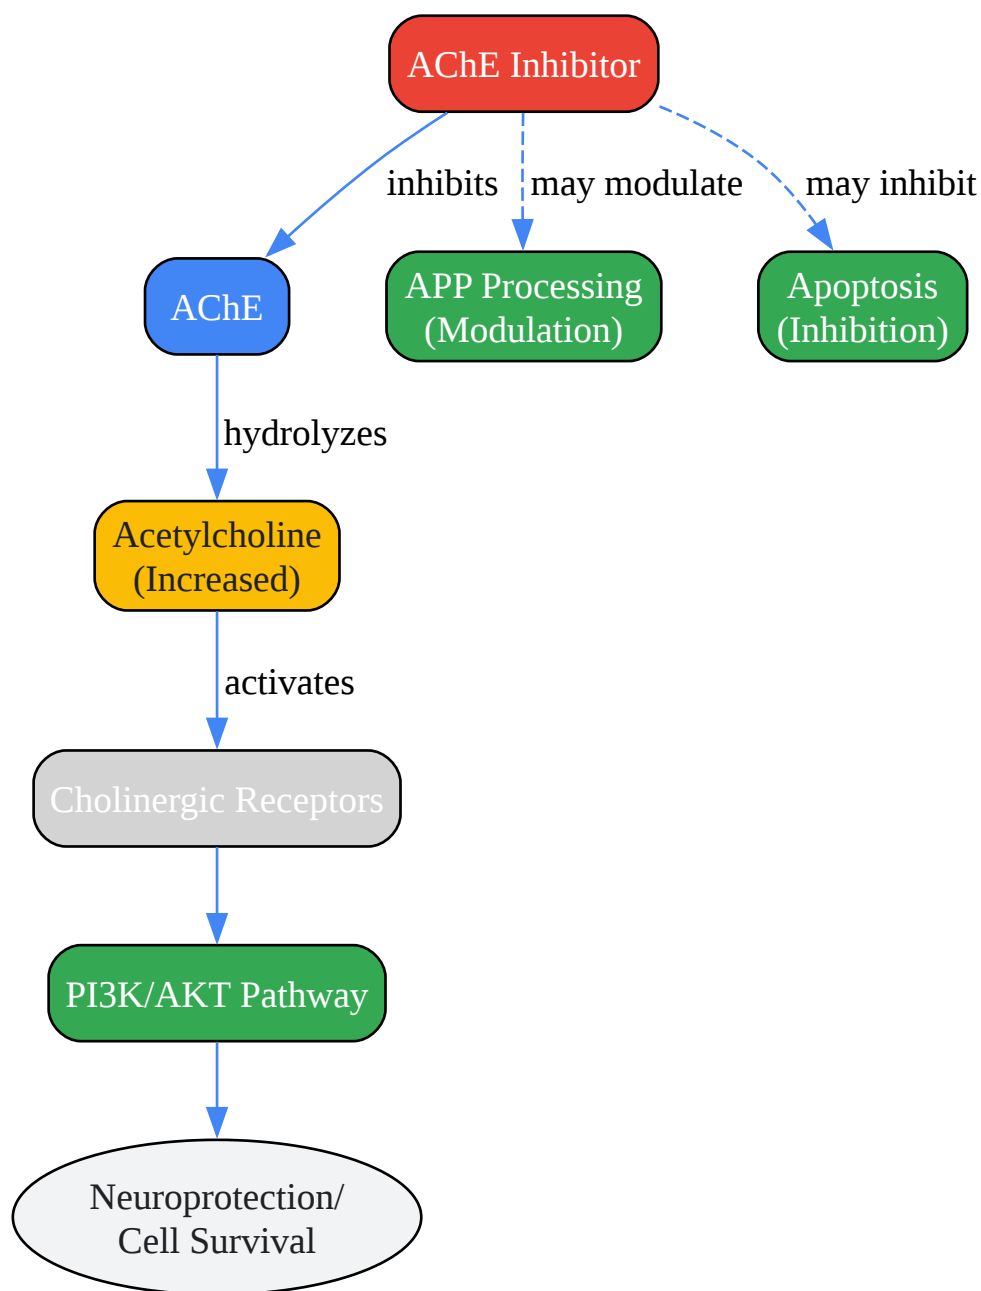 AChE Inhibitor
inhibits
may modulate
may inhibit
AChE
APP Processing
(Modulation)
Apoptosis
(Inhibition)
hydrolyzes
Acetylcholine
(Increased)
activates
Cholinergic Receptors
PI3K/AKT Pathway
Neuroprotection/
Cell Survival